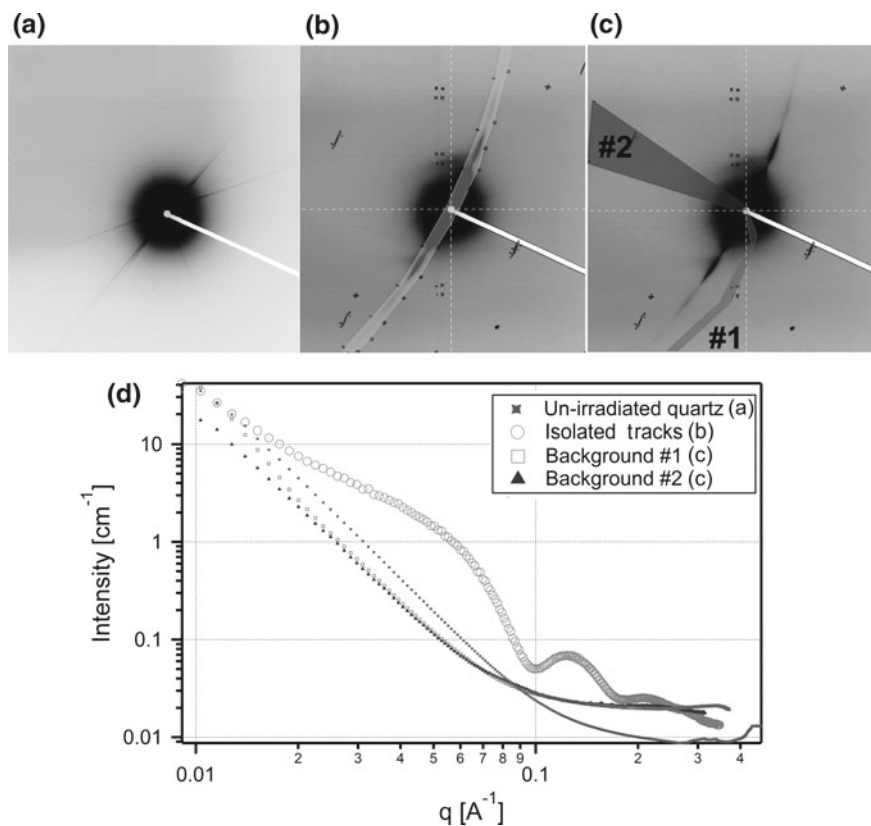 (a)
(b)
(c)
#2
#1
(d)
Un-irradiated quartz (a)
Isolated tracks (b)
Background #1 (c)
Background #2 (c)
10
1
0.1
0.01
Intensity [cm⁻¹]
0.01
2
3
4
5
6
7
8
9
0.1
2
3
4
q [A⁻¹]